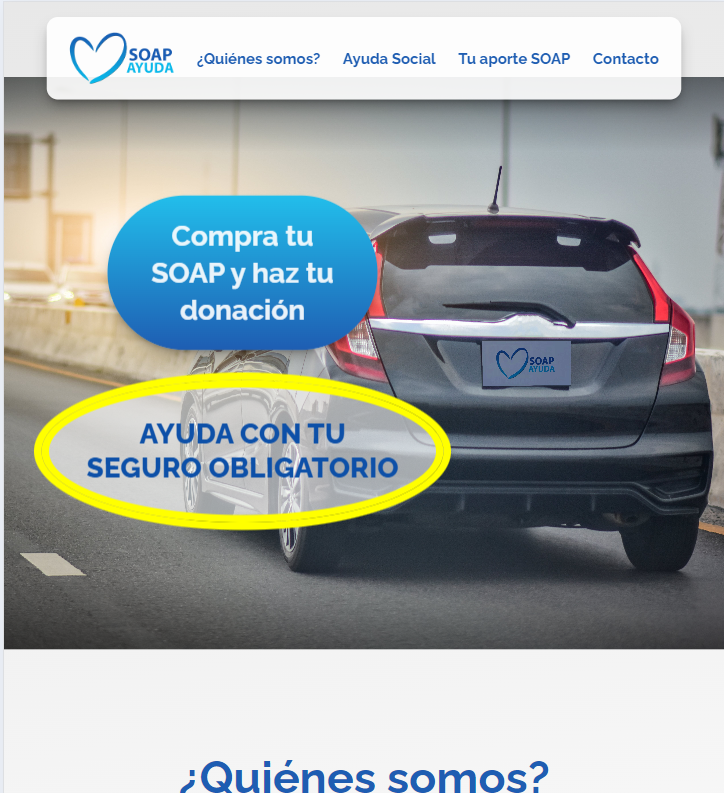 SOAP
AYUDA
¿Quiénes somos?
Ayuda Social
Tu aporte SOAP
Contacto
Compra tu
SOAP y haz tu
donación
SOAP
AYUDA
AYUDA CON TU
SEGURO OBLIGATORIO
¿Quiénes somos?